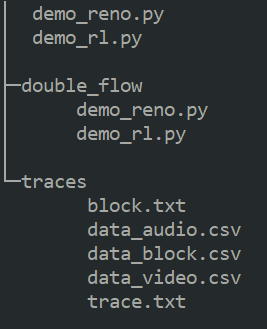 demo_reno.py
demo_rl.py
double_flow
demo_reno.py
demo_rl.py
traces
block.txt
data_audio.csv
data_block.csv
data_video.csv
trace.txt